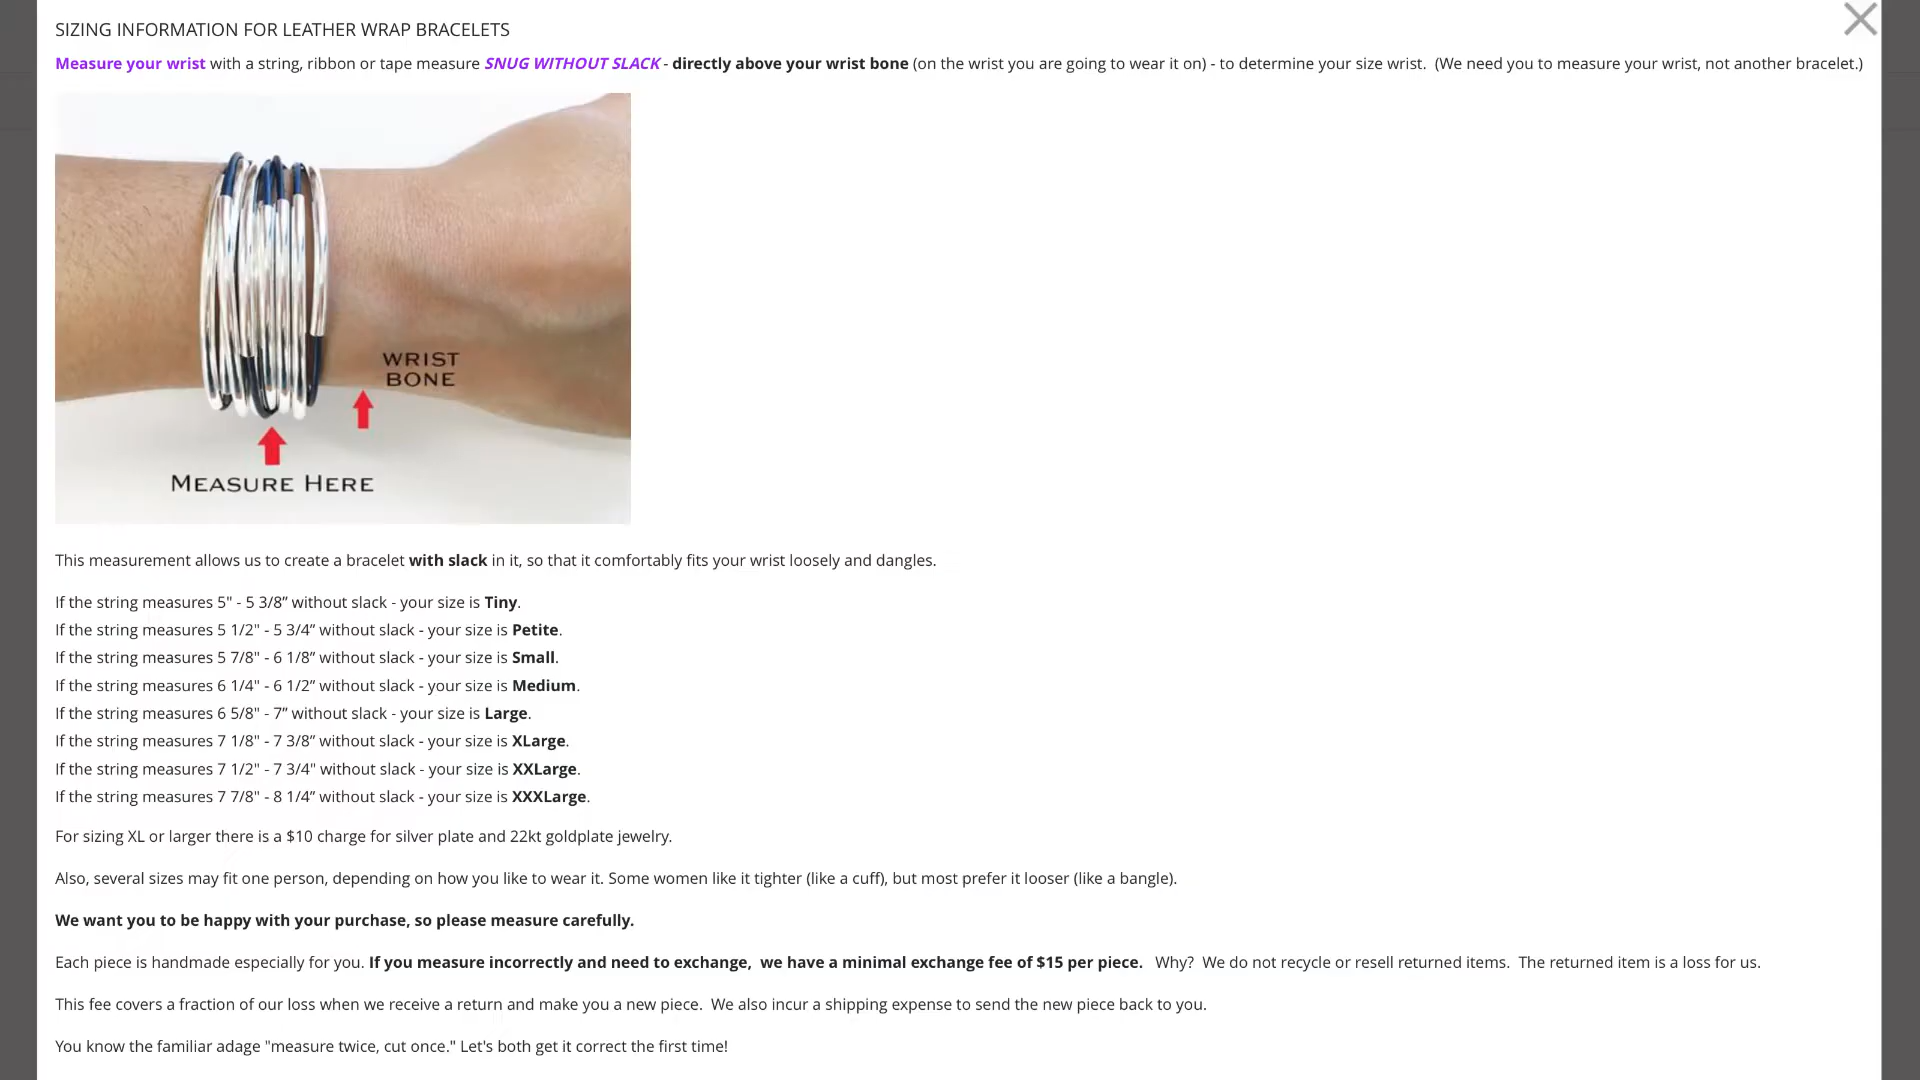 SIZING INFORMATION FOR LEATHER WRAP BRACELETS
Measure your wrist with a string, ribbon or tape measure SNUG WITHOUT SLACK - directly above your wrist bone (on the wrist you are going to wear it on) - to determine your size wrist.  (We need you to measure your wrist, not another bracelet.)
WRIST
BONE
MEASURE HERE
This measurement allows us to create a bracelet with slack in it, so that it comfortably fits your wrist loosely and dangles.
If the string measures 5" - 5 3/8” without slack - your size is Tiny.
If the string measures 5 1/2" - 5 3/4” without slack - your size is Petite.
If the string measures 5 7/8" - 6 1/8” without slack - your size is Small.
If the string measures 6 1/4" - 6 1/2” without slack - your size is Medium.
If the string measures 6 5/8" - 7” without slack - your size is Large.
If the string measures 7 1/8" - 7 3/8” without slack - your size is XLarge.
If the string measures 7 1/2" - 7 3/4" without slack - your size is XXLarge.
If the string measures 7 7/8" - 8 1/4” without slack - your size is XXXLarge.
For sizing XL or larger there is a $10 charge for silver plate and 22kt goldplate jewelry.
Also, several sizes may fit one person, depending on how you like to wear it. Some women like it tighter (like a cuff), but most prefer it looser (like a bangle).
We want you to be happy with your purchase, so please measure carefully.
Each piece is handmade especially for you. If you measure incorrectly and need to exchange,  we have a minimal exchange fee of $15 per piece.   Why?  We do not recycle or resell returned items.  The returned item is a loss for us.
This fee covers a fraction of our loss when we receive a return and make you a new piece.  We also incur a shipping expense to send the new piece back to you.
You know the familiar adage "measure twice, cut once." Let's both get it correct the first time!